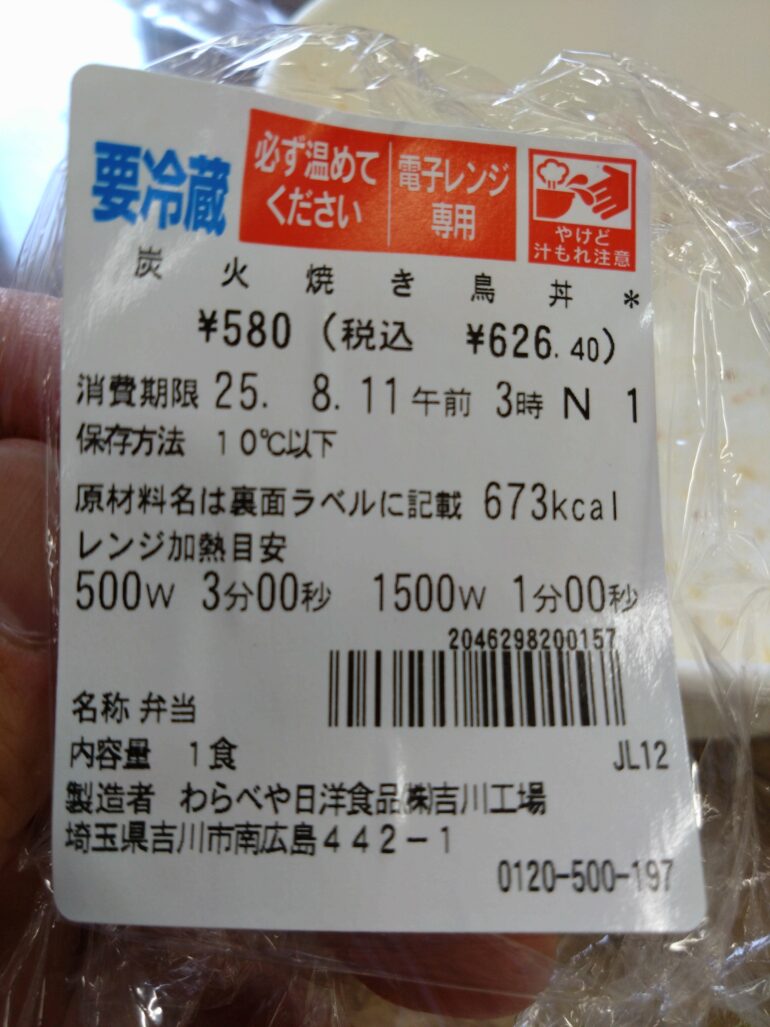 要冷蔵
必ず温めて
ください
電子レンジ
専用
やけど
汁もれ注意
炭火焼き鳥丼*
¥580 (税込 ¥626.40)
消費期限 25. 8.11 午前 3時 N 1
保存方法 10℃以下
原材料名は裏面ラベルに記載 673kcal
レンジ加熱目安
500W 3分00秒 1500W 1分00秒
2046298200157
名称 弁当
内容量 1食 JL12
製造者 わらべや日洋食品㈱吉川工場
埼玉県吉川市南広島442-1
0120-500-197